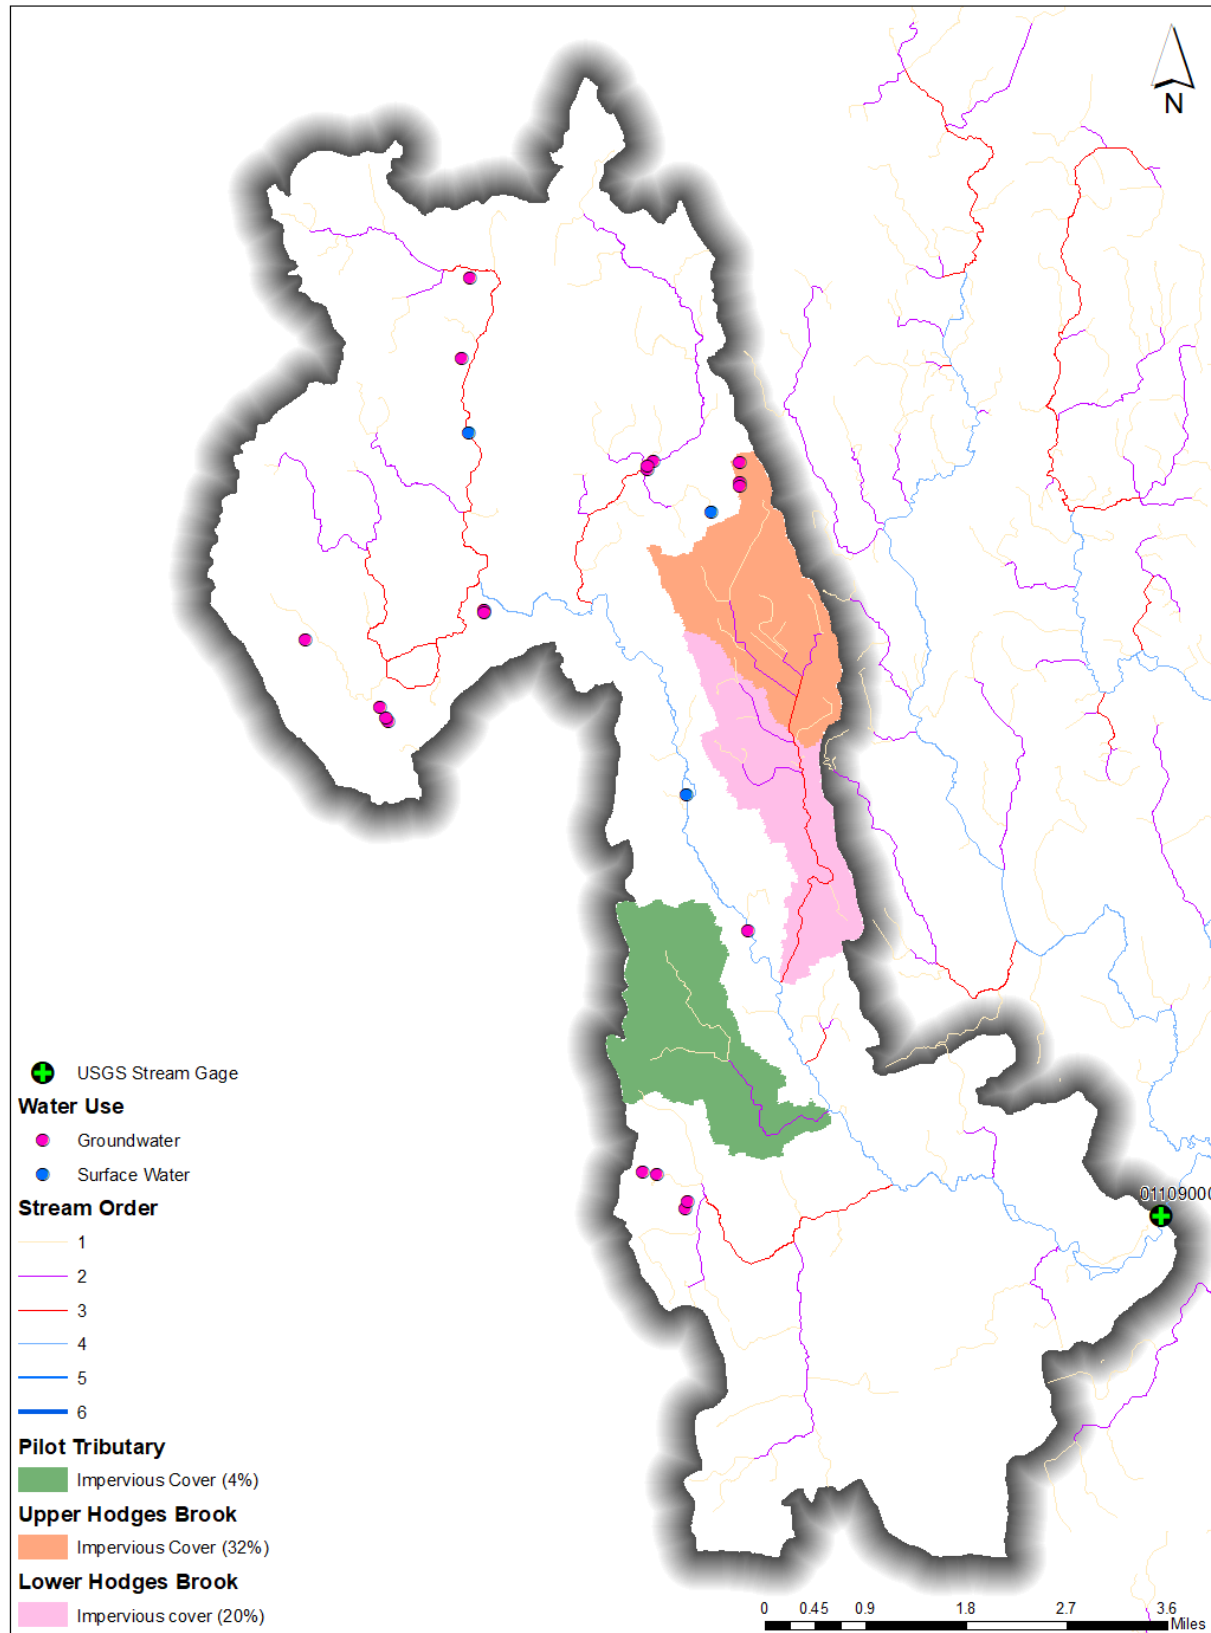 N
USGS Stream Gage
Water Use
Groundwater
Surface Water
01109000
Stream Order
1
2
3
4
5
6
Pilot Tributary
Impervious Cover (4%)
Upper Hodges Brook
Impervious Cover (32%)
Lower Hodges Brook
Impervious cover (20%)
0 0.45 0.9 1.8 2.7 3.6
Miles